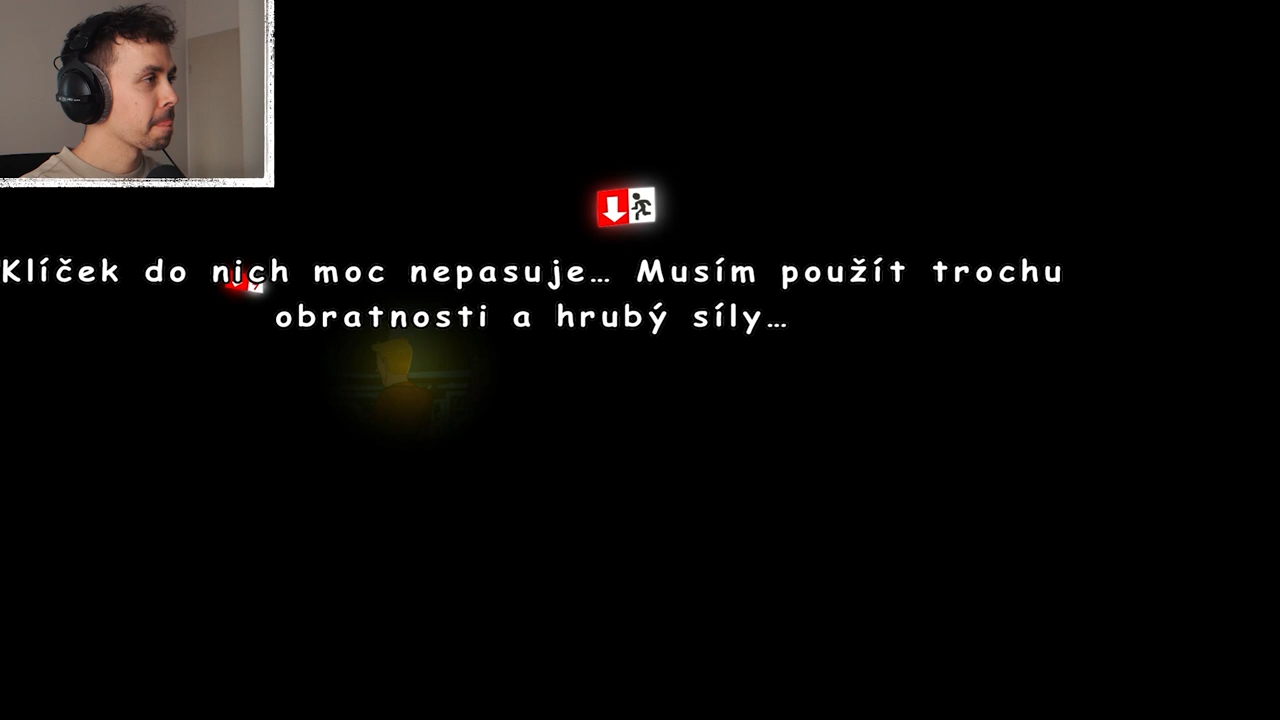 Klíček do nich moc nepasuje… Musím použít trochu
obratnosti a hrubý síly…